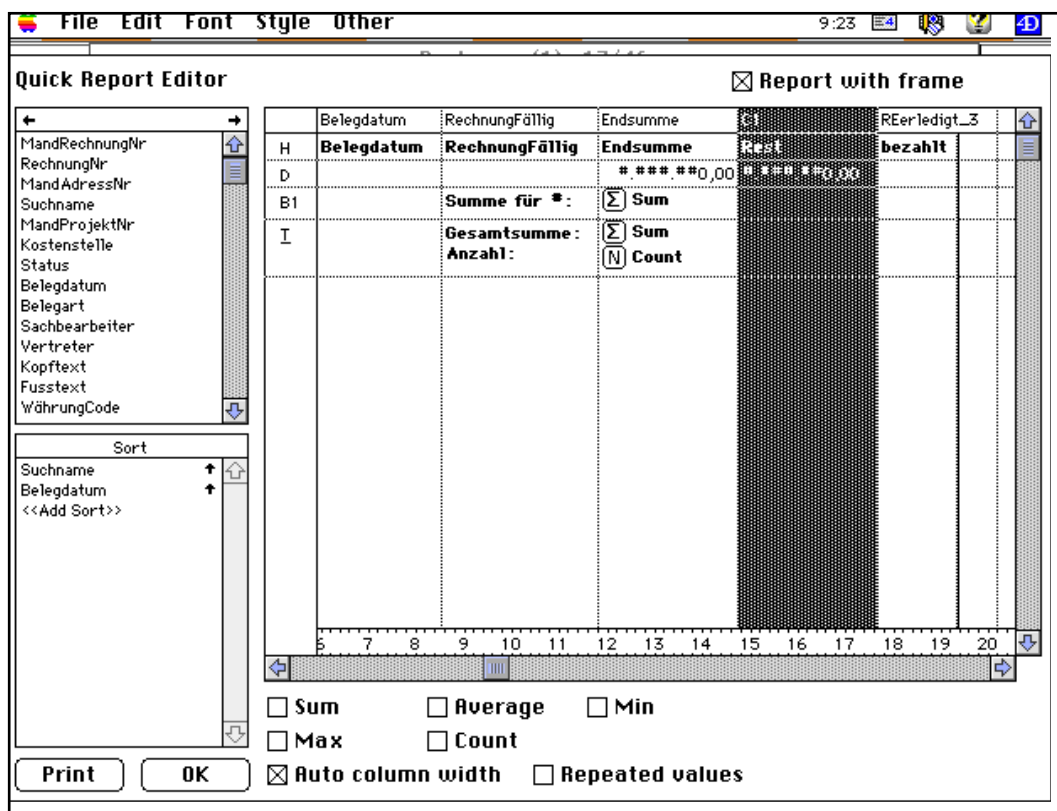 File Edit Font Style Other 9:23 4D
Quick Report Editor
Report with frame
MandRechnungNr
RechnungNr
MandAdressNr
Suchname
MandProjektNr
Kostenstelle
Status
Belegdatum
Belegart
Sachbearbeiter
Vertreter
Kopftext
Fusstext
WährungCode
Sort
Suchname
Belegdatum
<<Add Sort>>
Print OK
Belegdatum RechnungFällig Endsumme C1 REerledigt_3
H Belegdatum RechnungFällig Endsumme Rest bezahlt
D #.###.##0,00 #.###.##0,00
B1 Summe für #: Σ Sum
T Gesamtsumme: Σ Sum
Anzahl: N Count
6 7 8 9 10 11 12 13 14 15 16 17 18 19 20
Sum Average Min
Max Count
Auto column width Repeated values